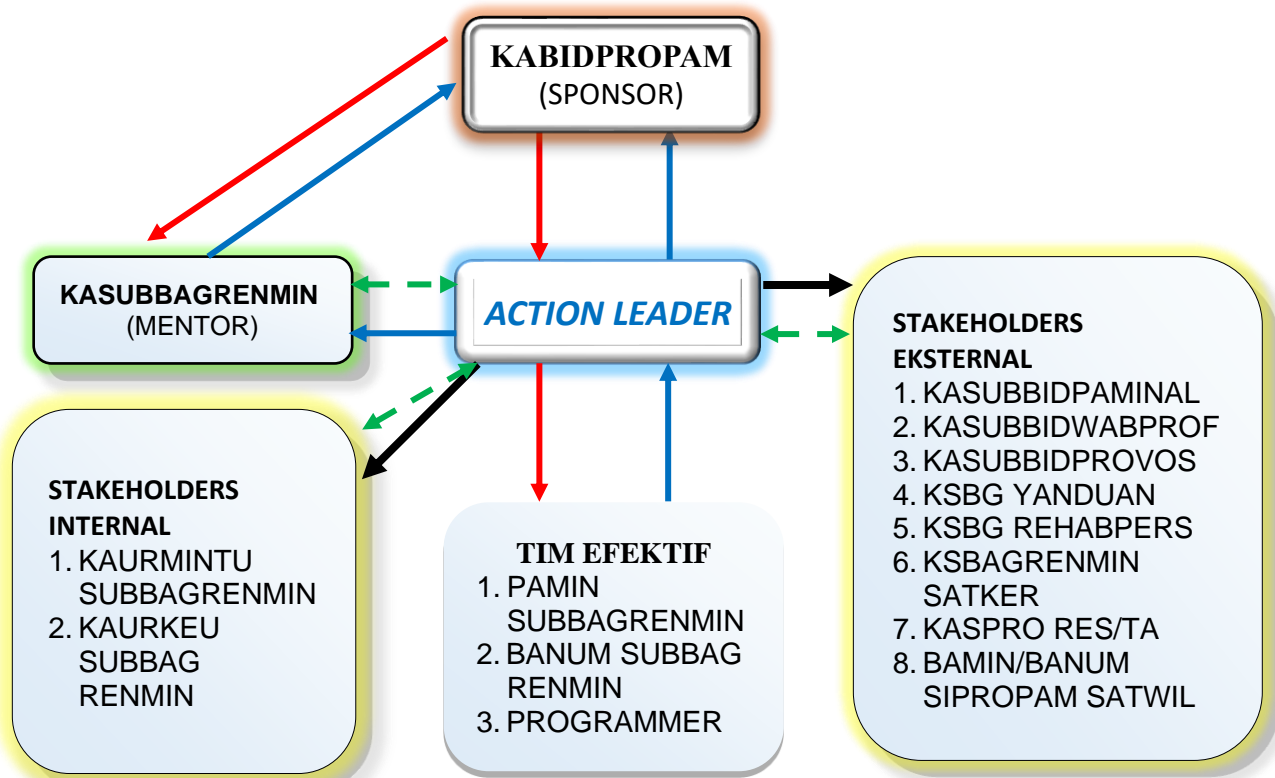 KABIDPROPAM
(SPONSOR)
KASUBBAGRENMIN
(MENTOR)
ACTION LEADER
STAKEHOLDERS
EKSTERNAL
1. KASUBBIDPAMINAL
2. KASUBBIDWABPROF
3. KASUBBIDPROVOS
4. KSBG YANDUAN
5. KSBG REHABPERS
6. KSBAGRENMIN
SATKER
7. KASPRO RES/TA
8. BAMIN/BANUM
SIPROPAM SATWIL
STAKEHOLDERS
INTERNAL
1. KAURMINTU
SUBBAGRENMIN
2. KAURKEU
SUBBAG
RENMIN
TIM EFEKTIF
1. PAMIN
SUBBAGRENMIN
2. BANUM SUBBAG
RENMIN
3. PROGRAMMER